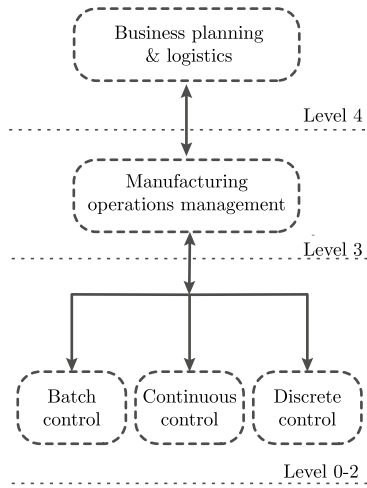 Business planning
& logistics
Level 4
Manufacturing
operations management
Level 3
Batch
control
Continuous
control
Discrete
control
Level 0-2